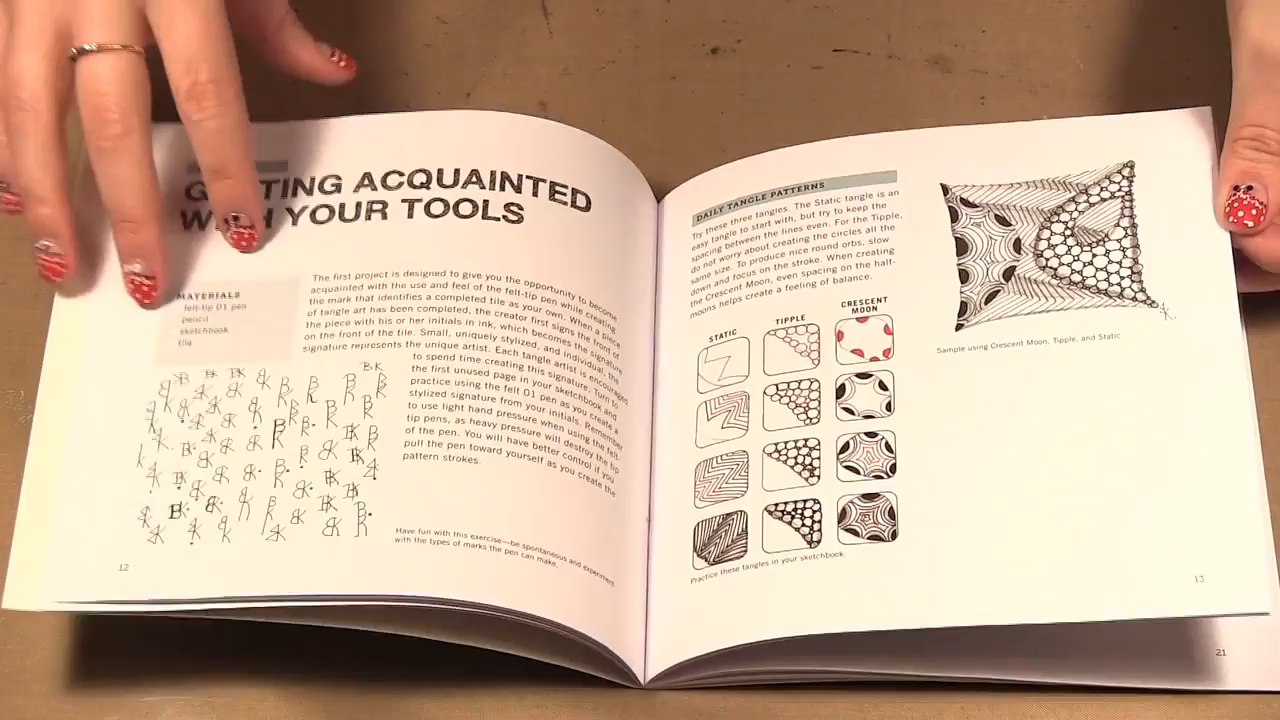 GETTING ACQUAINTED
WITH YOUR TOOLS
MATERIALS
felt-tip 01 pen
pencil
sketchbook
tile
The first project is designed to give you the opportunity to become
acquainted with the use and feel of the felt-tip pen while creating
the mark that identifies a completed tile as your own. When a piece
of tangle art has been completed, the creator first signs the front of
the piece with his or her initials in ink, which becomes the signature
on the front of the tile. Small, uniquely styled, and individual, the
signature represents the unique artist. Each tangle artist is encouraged
to spend time creating this signature. Turn to
the first unused page in your sketchbook and
practice using the felt 01 pen as you create a
stylized signature from your initials. Remember
to use light hand pressure when using the felt-
tip pens, as heavy pressure will destroy the tip
of the pen. You will have better control if you
pull the pen toward yourself as you create the
pattern strokes.
Have fun with this exercise—be spontaneous and experiment
with the types of marks the pen can make.
12
DAILY TANGLE PATTERNS
Try these three tangles. The Static tangle is an
easy tangle to start with, but try to keep the
spacing between the lines even. For the Tipple,
do not worry about creating the circles all the
same size. To produce nice round orbs, slow
down and focus on the stroke. When creating
the Crescent Moon, even spacing on the half-
moons helps create a feeling of balance.
STATIC
TIPPLE
CRESCENT
MOON
Practice these tangles in your sketchbook.
Sample using Crescent Moon, Tipple, and Static
13
21